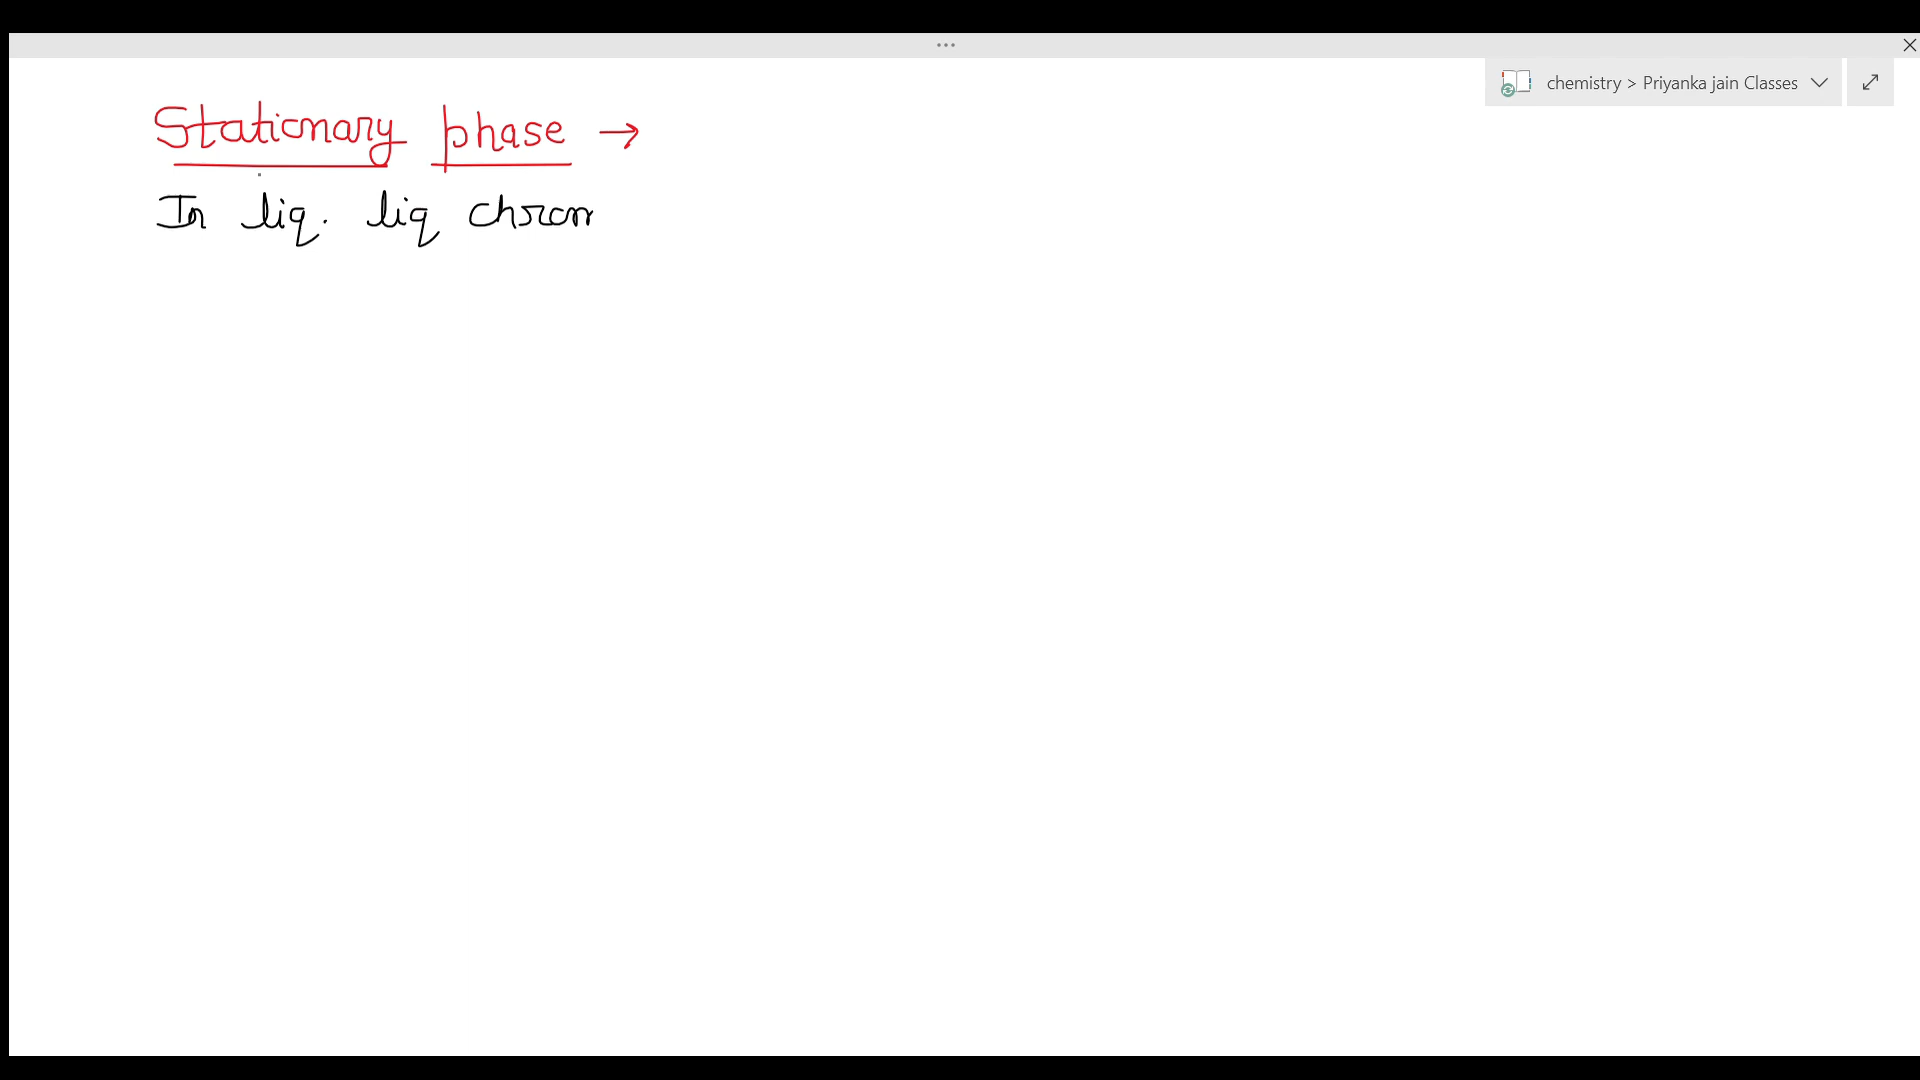 chemistry > Priyanka jain Classes
Stationary phase →
In liq. liq chrom